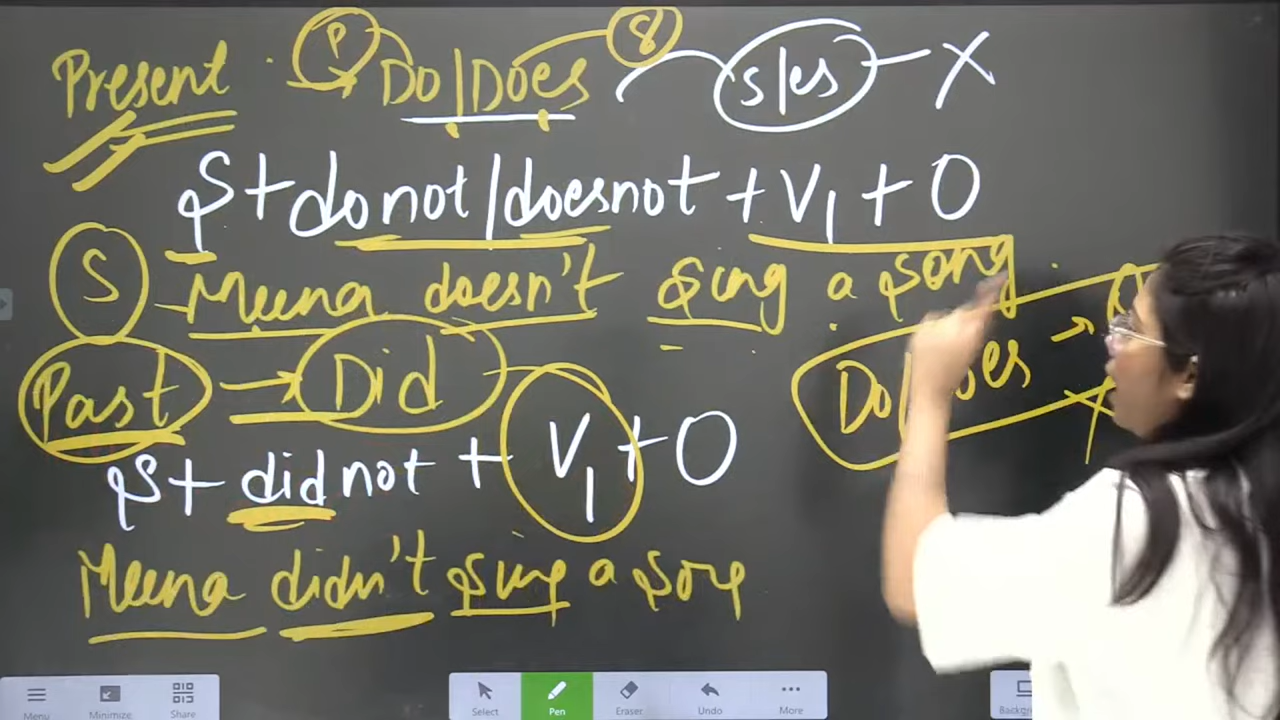 Present P Do|Does S s/es - X
S + do not / does not + V1 + O
S - Meena doesn't sing a song.
Past → Did
S + did not + V1 + O
Meena didn't sing a song
Menu Minimize Share Select Pen Eraser Undo More Backgr